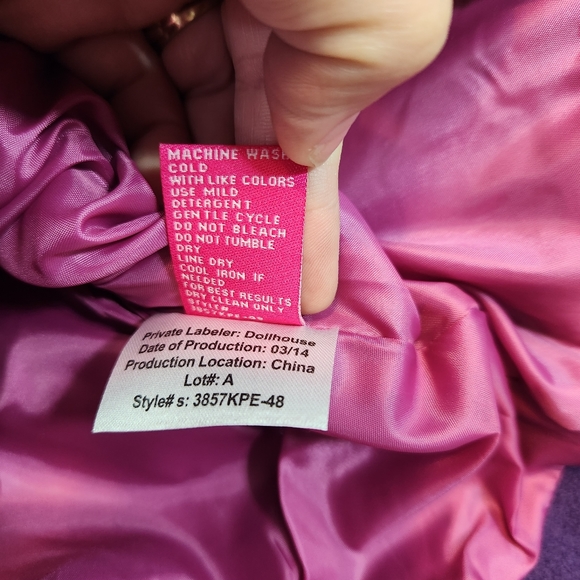 MACHINE WASH
COLD
WITH LIKE COLORS
USE MILD
DETERGENT
GENTLE CYCLE
DO NOT BLEACH
DO NOT TUMBLE
DRY
LINE DRY
COOL IRON IF
NEEDED
FOR BEST RESULTS
DRY CLEAN ONLY
STYLE#
Private Labeler: Dollhouse
Date of Production: 03/14
Production Location: China
Lot#: A
Style# s: 3857KPE-48